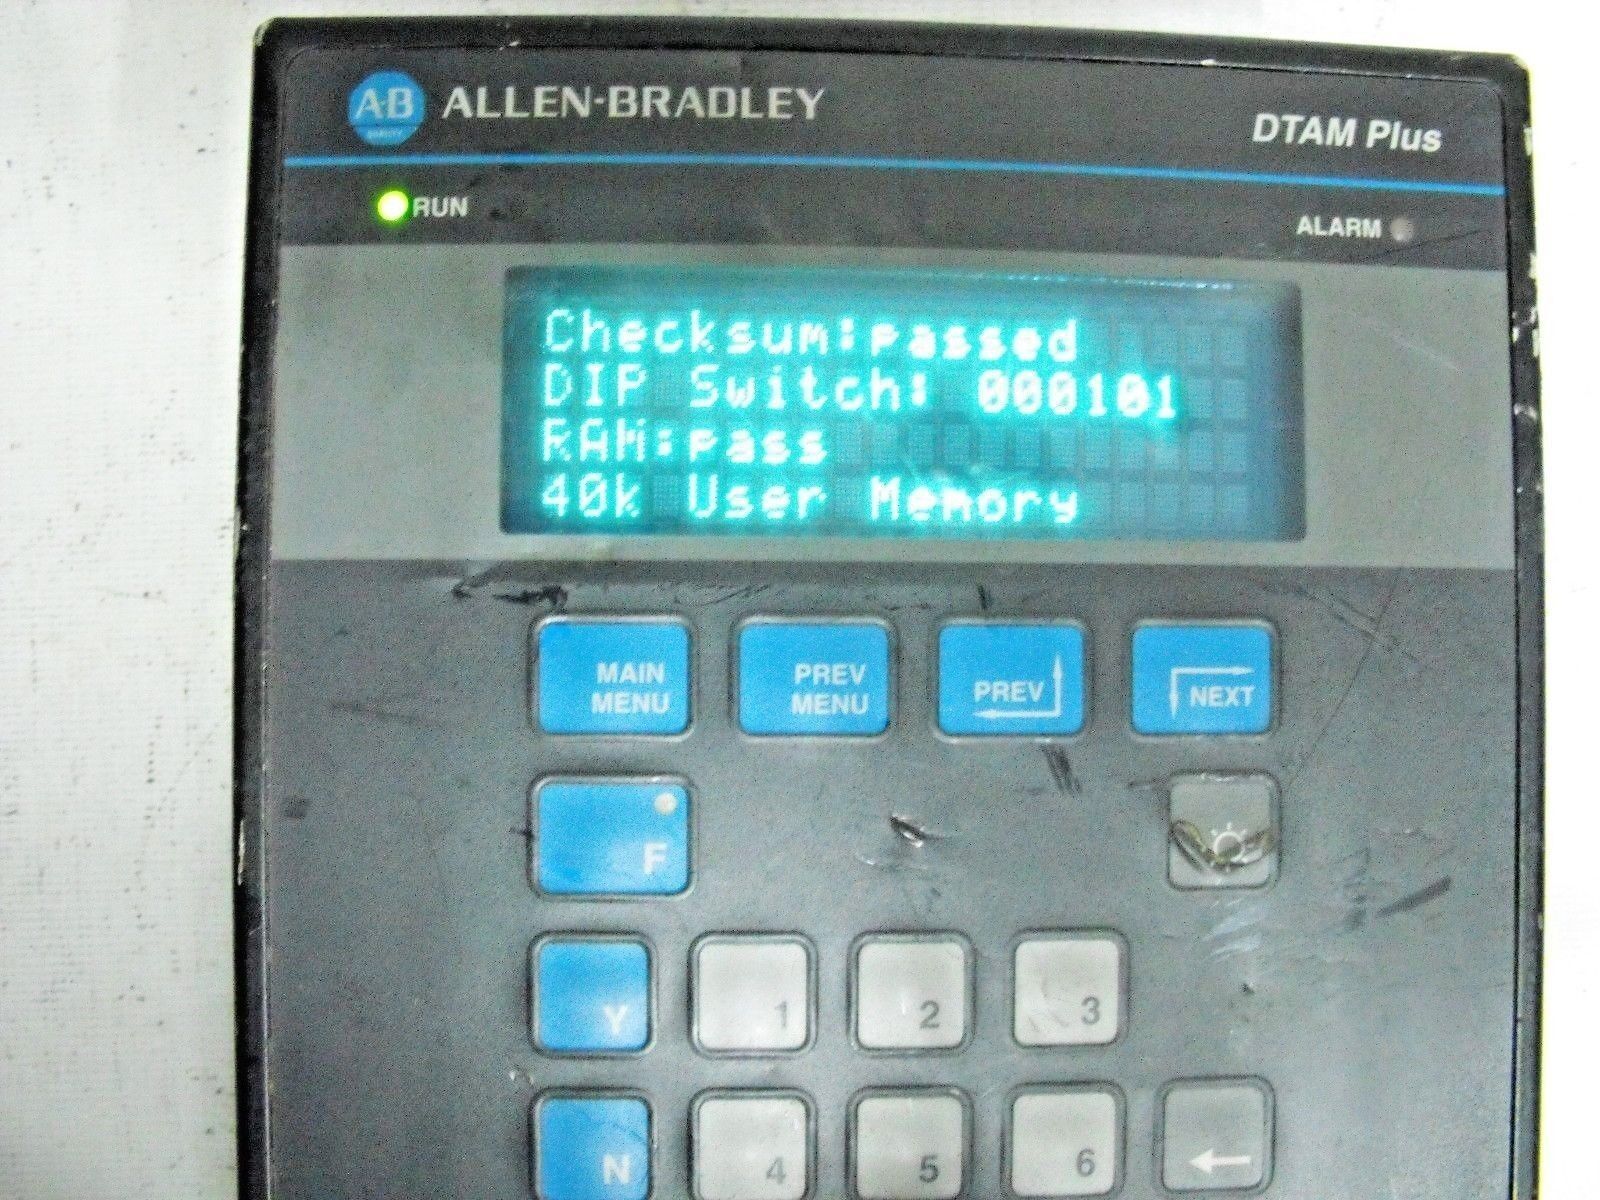 A-B
QUALITY
ALLEN-BRADLEY
DTAM Plus
RUN
ALARM
Checksum:passed
DIP Switch: 000101
RAM:pass
40k User Memory
MAIN
MENU
PREV
MENU
PREV
NEXT
F
Y
1
2
3
N
4
5
6